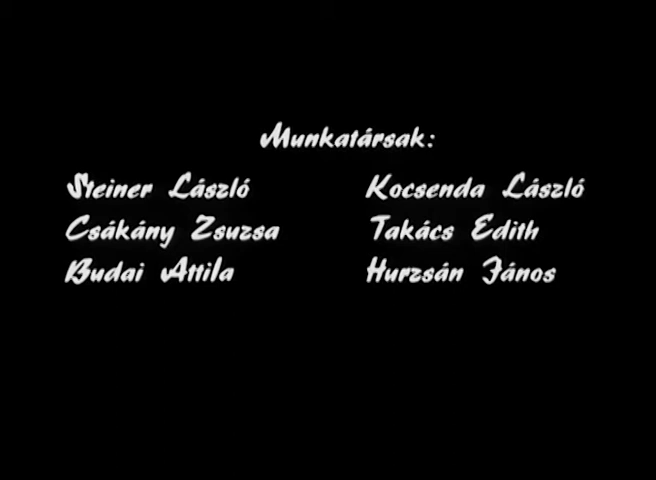 Munkatársak:
Steiner László
Kocsenda László
Csákány Zsuzsa
Takács Edith
Budai Attila
Hurzsán János